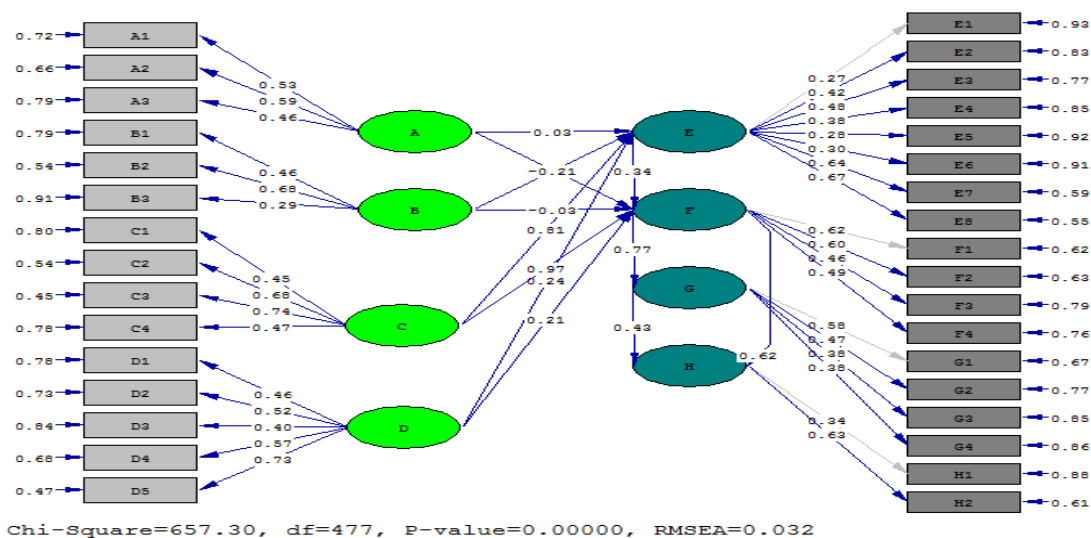 0.72 A1
0.66 A2
0.79 A3
0.79 B1
0.54 B2
0.91 B3
0.80 C1
0.54 C2
0.45 C3
0.78 C4
0.78 D1
0.73 D2
0.84 D3
0.68 D4
0.47 D5
0.53
0.59
0.46
0.46
0.68
0.29
0.45
0.68
0.74
0.47
0.46
0.52
0.40
0.57
0.73
A
B
C
D
0.03
-0.21
-0.03
0.81
0.97
0.24
0.21
0.34
0.77
0.43
0.62
E
F
G
H
0.27
0.42
0.48
0.38
0.28
0.30
0.64
0.67
0.62
0.60
0.46
0.49
0.58
0.47
0.38
0.38
0.34
0.63
E1 0.93
E2 0.83
E3 0.77
E4 0.85
E5 0.92
E6 0.91
E7 0.59
E8 0.55
F1 0.62
F2 0.63
F3 0.79
F4 0.76
G1 0.67
G2 0.77
G3 0.85
G4 0.86
H1 0.88
H2 0.61
Chi-Square=657.30, df=477, P-value=0.00000, RMSEA=0.032